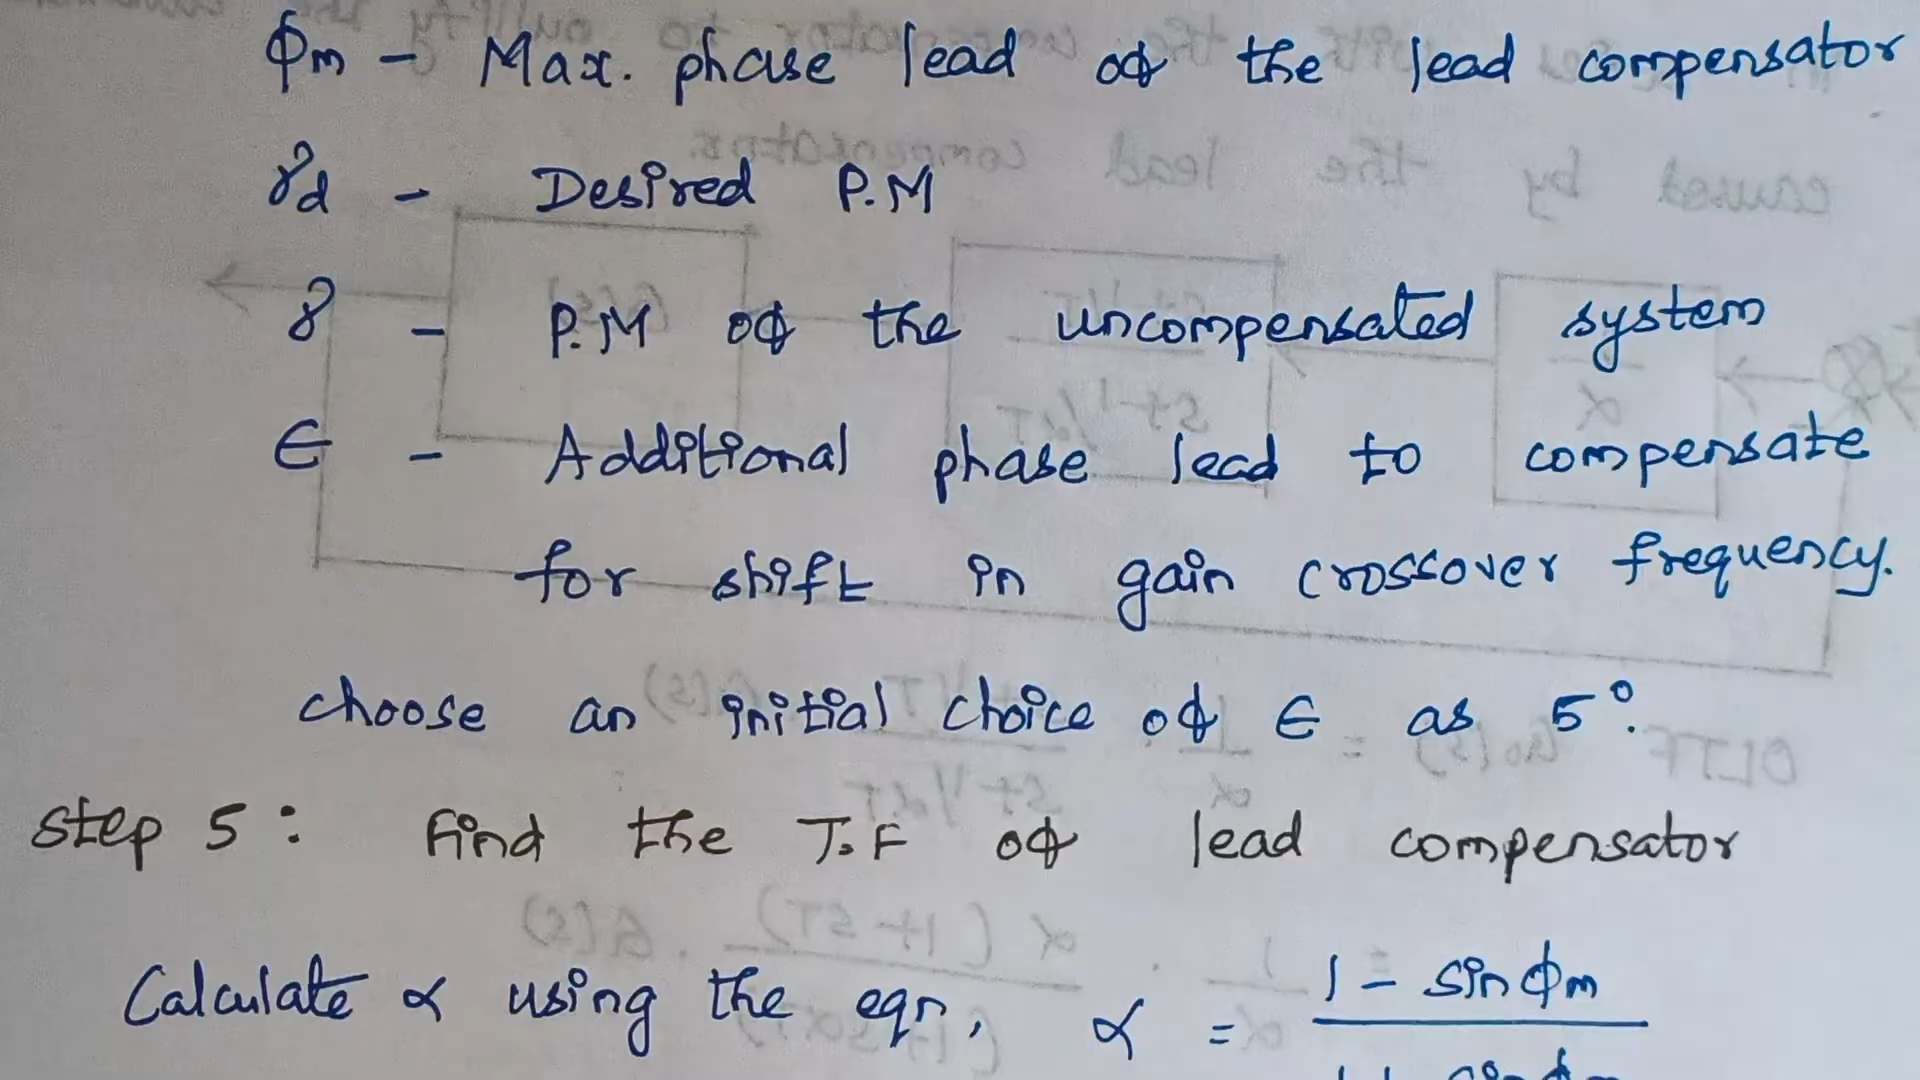 ϕm - Max. phase lead of the lead compensator
γd - Desired P.M
γ - P.M of the uncompensated system
ϵ - Additional phase lead to compensate
for shift in gain crossover frequency.
choose an initial choice of ϵ as 5°.
step 5: Find the T.F of lead compensator
Calculate α using the eqn, α = 1 - sin ϕm